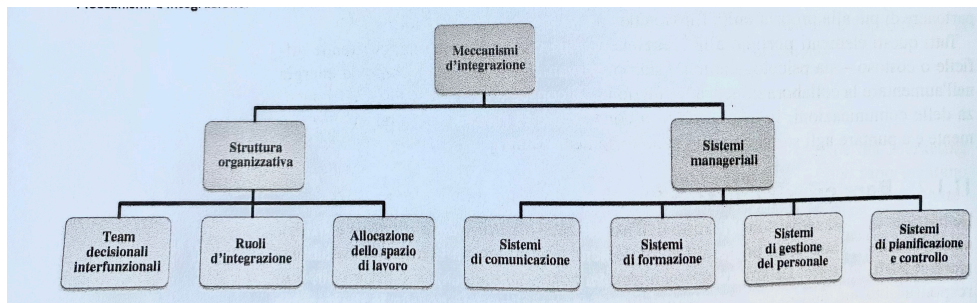 Meccanismi
d'integrazione
Struttura
organizzativa
Sistemi
manageriali
Team
decisionali
interfunzionali
Ruoli
d'integrazione
Allocazione
dello spazio
di lavoro
Sistemi
di comunicazione
Sistemi
di formazione
Sistemi
di gestione
del personale
Sistemi
di pianificazione
e controllo